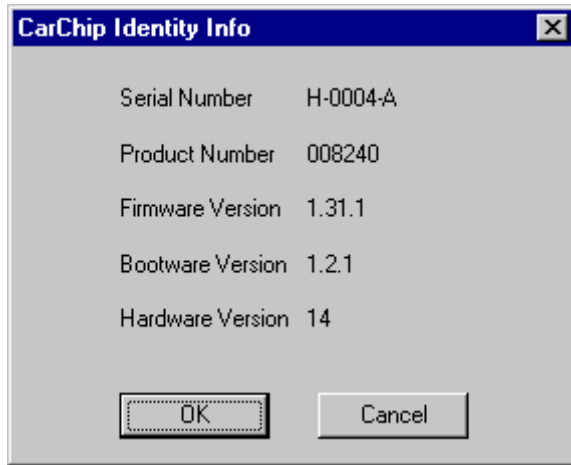 CarChip Identity Info
Serial Number H-0004-A
Product Number 008240
Firmware Version 1.31.1
Bootware Version 1.2.1
Hardware Version 14
OK Cancel